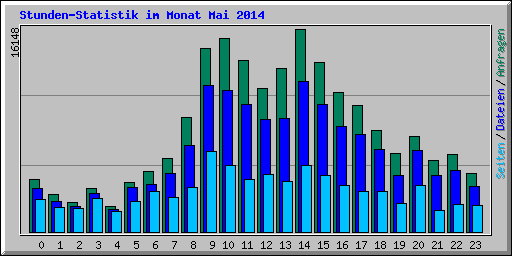 Stunden-Statistik im Monat Mai 2014
16148
Seiten / Dateien / Anfragen
0 1 2 3 4 5 6 7 8 9 10 11 12 13 14 15 16 17 18 19 20 21 22 23